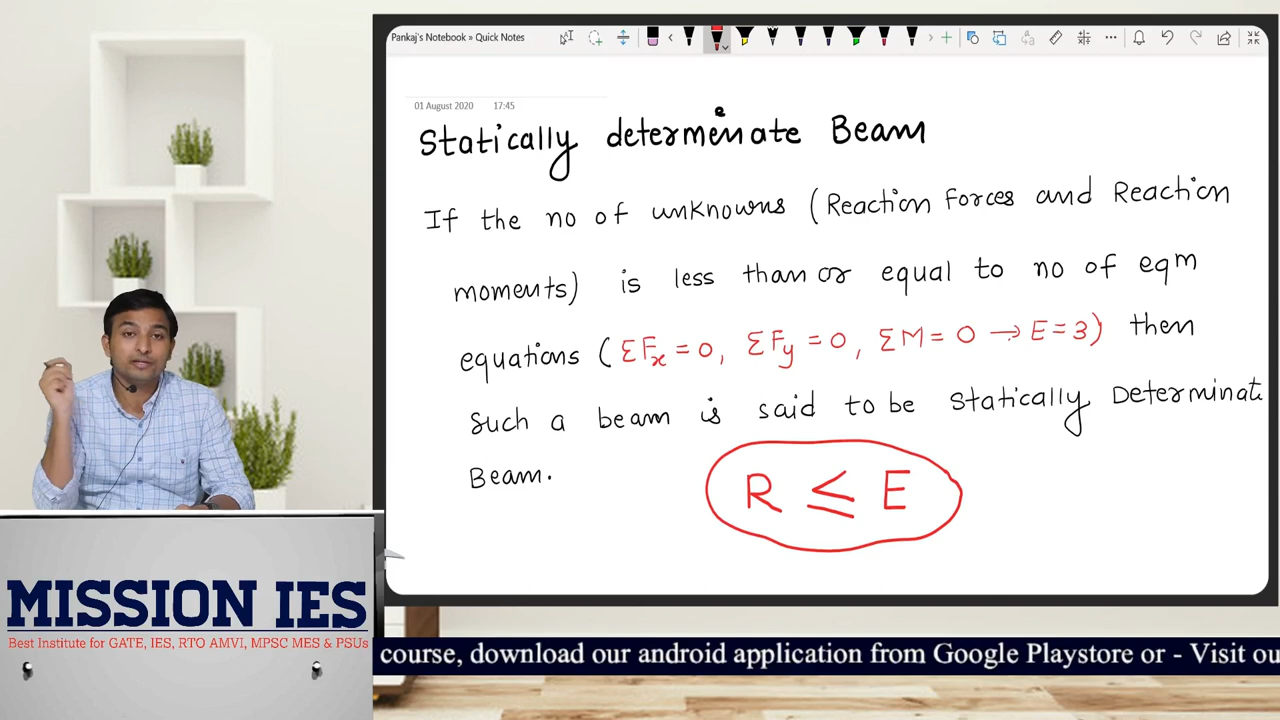 Pankaj's Notebook » Quick Notes
01 August 2020 17:45
Statically determenate Beam
If the no of unknowns (Reaction Forces and Reaction
moments) is less than or equal to no of eqm
equations (ΣFx = 0, ΣFy = 0, ΣM = 0 → E = 3) then
such a beam is said to be statically Determinat
Beam.
R ≤ E
MISSION IES
Best Institute for GATE, IES, RTO AMVI, MPSC MES & PSUs
course, download our android application from Google Playstore or - Visit ou